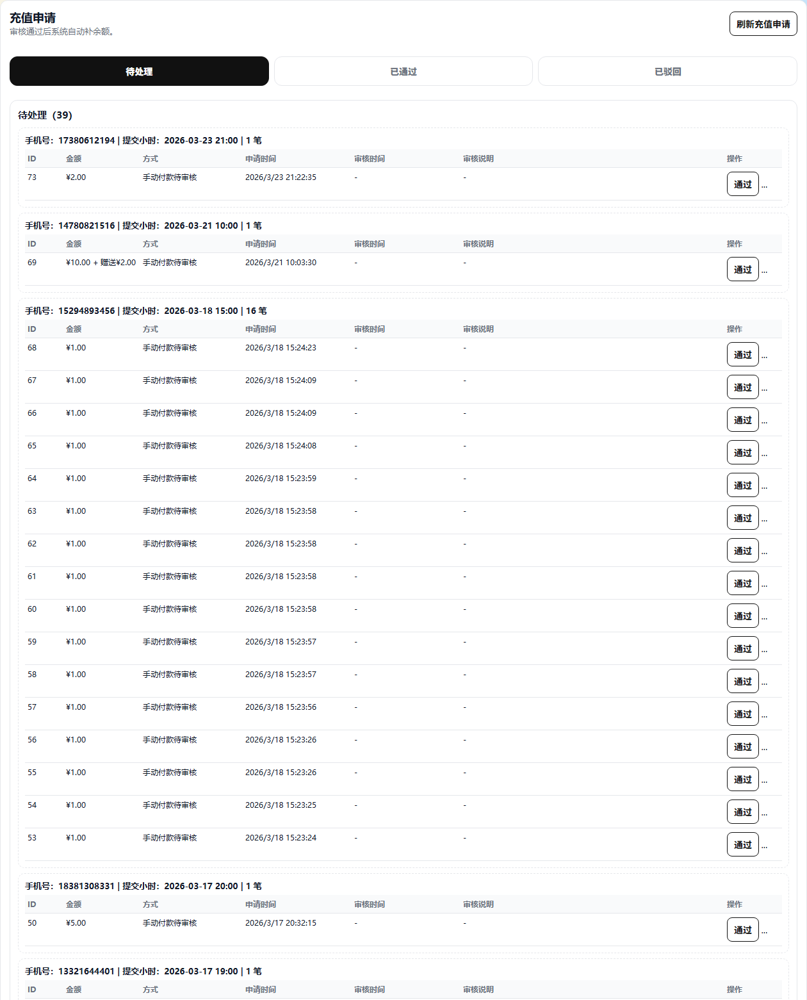 充值申请
审核通过后系统自动补余额。
刷新充值申请
待处理 已通过 已驳回
待处理（39）
手机号：17380612194 | 提交小时：2026-03-23 21:00 | 1 笔
ID 金额 方式 申请时间 审核时间 审核说明 操作
73 ¥2.00 手动付款待审核 2026/3/23 21:22:35 - - 通过 ...
手机号：14780821516 | 提交小时：2026-03-21 10:00 | 1 笔
ID 金额 方式 申请时间 审核时间 审核说明 操作
69 ¥10.00 + 赠送¥2.00 手动付款待审核 2026/3/21 10:03:30 - - 通过 ...
手机号：15294893456 | 提交小时：2026-03-18 15:00 | 16 笔
ID 金额 方式 申请时间 审核时间 审核说明 操作
68 ¥1.00 手动付款待审核 2026/3/18 15:24:23 - - 通过 ...
67 ¥1.00 手动付款待审核 2026/3/18 15:24:09 - - 通过 ...
66 ¥1.00 手动付款待审核 2026/3/18 15:24:09 - - 通过 ...
65 ¥1.00 手动付款待审核 2026/3/18 15:24:08 - - 通过 ...
64 ¥1.00 手动付款待审核 2026/3/18 15:23:59 - - 通过 ...
63 ¥1.00 手动付款待审核 2026/3/18 15:23:58 - - 通过 ...
62 ¥1.00 手动付款待审核 2026/3/18 15:23:58 - - 通过 ...
61 ¥1.00 手动付款待审核 2026/3/18 15:23:58 - - 通过 ...
60 ¥1.00 手动付款待审核 2026/3/18 15:23:58 - - 通过 ...
59 ¥1.00 手动付款待审核 2026/3/18 15:23:57 - - 通过 ...
58 ¥1.00 手动付款待审核 2026/3/18 15:23:57 - - 通过 ...
57 ¥1.00 手动付款待审核 2026/3/18 15:23:56 - - 通过 ...
56 ¥1.00 手动付款待审核 2026/3/18 15:23:26 - - 通过 ...
55 ¥1.00 手动付款待审核 2026/3/18 15:23:26 - - 通过 ...
54 ¥1.00 手动付款待审核 2026/3/18 15:23:25 - - 通过 ...
53 ¥1.00 手动付款待审核 2026/3/18 15:23:24 - - 通过 ...
手机号：18381308331 | 提交小时：2026-03-17 20:00 | 1 笔
ID 金额 方式 申请时间 审核时间 审核说明 操作
50 ¥5.00 手动付款待审核 2026/3/17 20:32:15 - - 通过 ...
手机号：13321644401 | 提交小时：2026-03-17 19:00 | 1 笔
ID 金额 方式 申请时间 审核时间 审核说明 操作